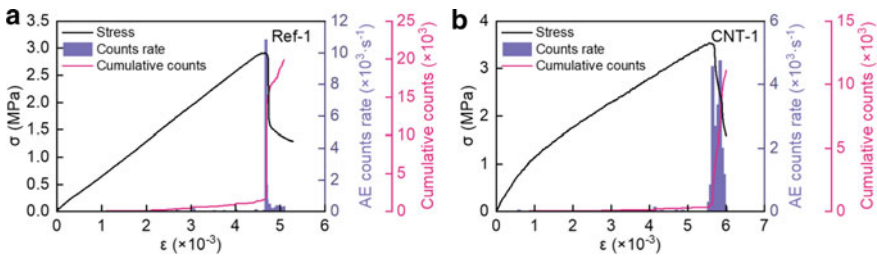 a
Stress
Counts rate
Cumulative counts
Ref-1
σ (MPa)
3.5
3.0
2.5
2.0
1.5
1.0
0.5
0.0
0 1 2 3 4 5 6
ε (×10⁻³)
12
10
8
6
4
2
0
AE counts rate (×10³·s⁻¹)
25
20
15
10
5
0
Cumulative counts (×10³)
b
Stress
Counts rate
Cumulative counts
CNT-1
σ (MPa)
4
3
2
1
0
0 1 2 3 4 5 6 7
ε (×10⁻³)
6
4
2
0
AE counts rate (×10³·s⁻¹)
15
10
5
0
Cumulative counts (×10³)